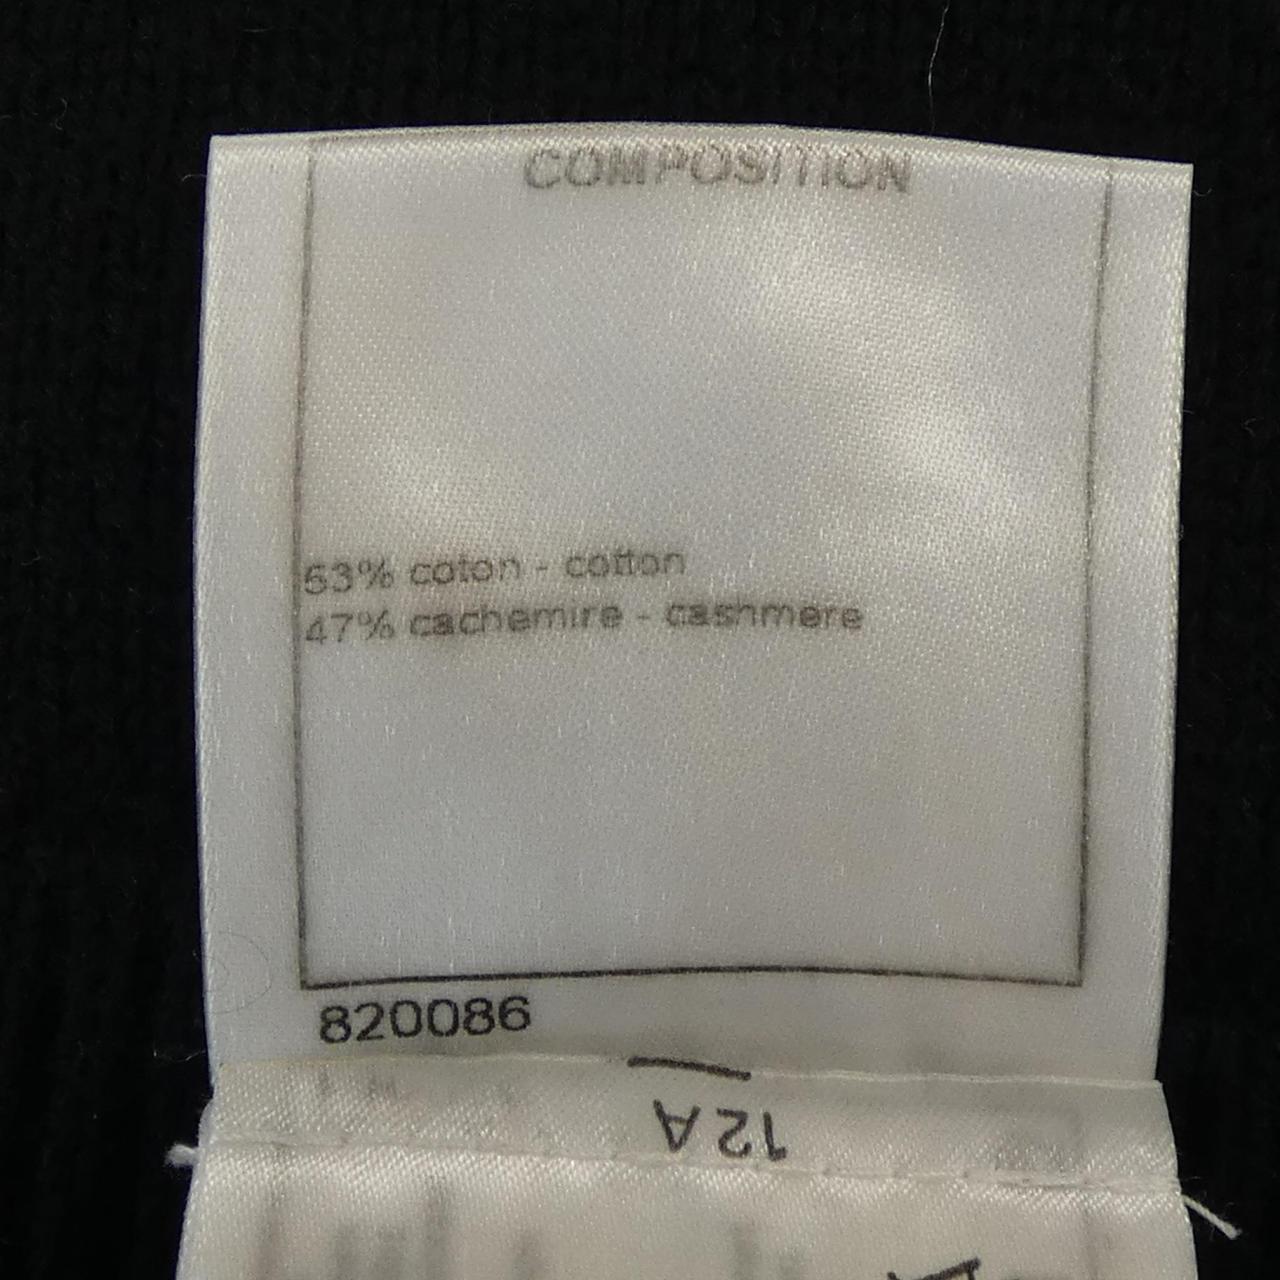 COMPOSITION
53% coton - cotton
47% cachemire - cashmere
820086
12A